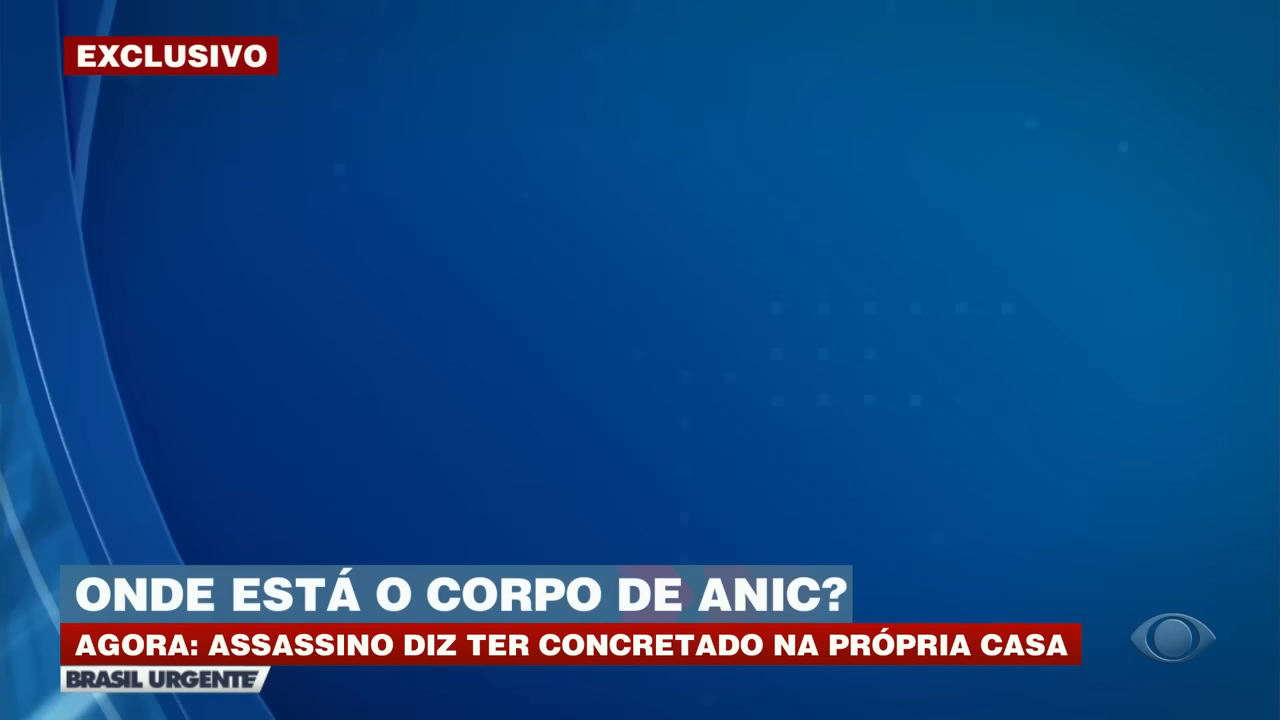 EXCLUSIVO
ONDE ESTÁ O CORPO DE ANIC?
AGORA: ASSASSINO DIZ TER CONCRETADO NA PRÓPRIA CASA
BRASIL URGENTE